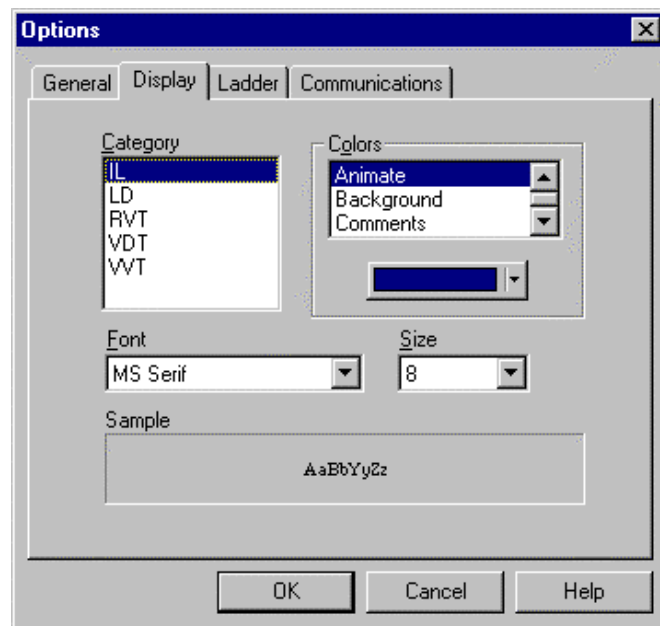 Options
General Display Ladder Communications
Category
IL
LD
RVT
VDT
VVT
Colors
Animate
Background
Comments
Font
MS Serif
Size
8
Sample
AaBbYyZz
OK Cancel Help